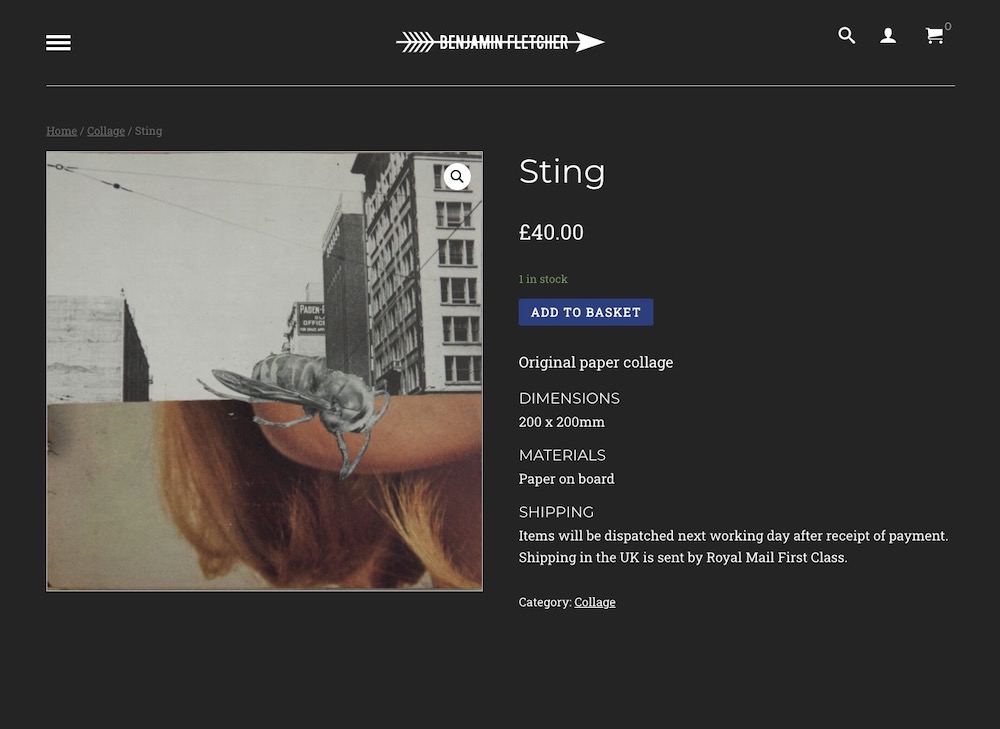 BENJAMIN FLETCHER
0
Home / Collage / Sting
Sting
£40.00
1 in stock
ADD TO BASKET
Original paper collage
DIMENSIONS
200 x 200mm
MATERIALS
Paper on board
SHIPPING
Items will be dispatched next working day after receipt of payment.
Shipping in the UK is sent by Royal Mail First Class.
Category: Collage
OFFICE